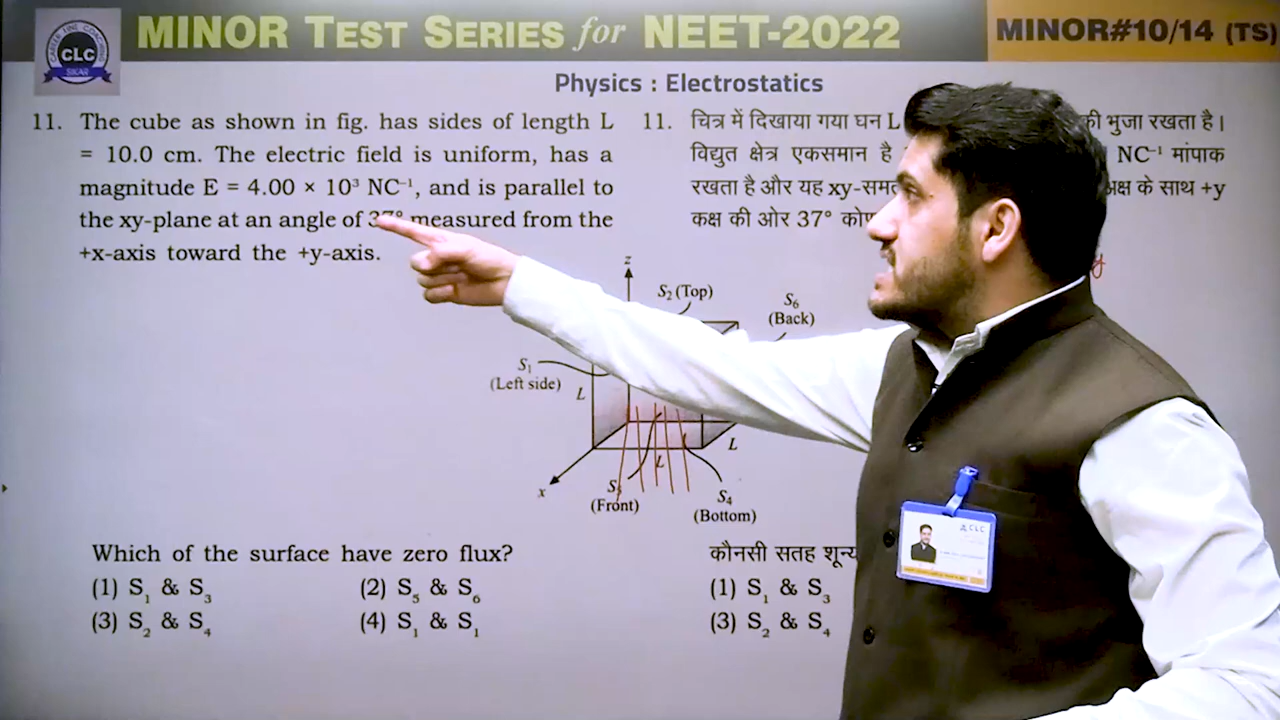 MINOR TEST SERIES for NEET-2022
MINOR#10/14 (TS)
CLC
SIKAR
Physics : Electrostatics
11. The cube as shown in fig. has sides of length L
= 10.0 cm. The electric field is uniform, has a
magnitude E = 4.00 × 10³ NC⁻¹, and is parallel to
the xy-plane at an angle of 37° measured from the
+x-axis toward the +y-axis.
11. चित्र में दिखाया गया घन L की भुजा रखता है।
विद्युत क्षेत्र एकसमान है NC⁻¹ मांपाक
रखता है और यह xy-समत अक्ष के साथ +y
कक्ष की ओर 37° को
y
z
S₂ (Top)
S₆
(Back)
S₁
(Left side)
L
L
L
x
S₅
(Front)
S₄
(Bottom)
Which of the surface have zero flux?
(1) S₁ & S₃
(2) S₅ & S₆
(3) S₂ & S₄
(4) S₁ & S₁
कौनसी सतह शून्य
(1) S₁ & S₃
(3) S₂ & S₄
CLC